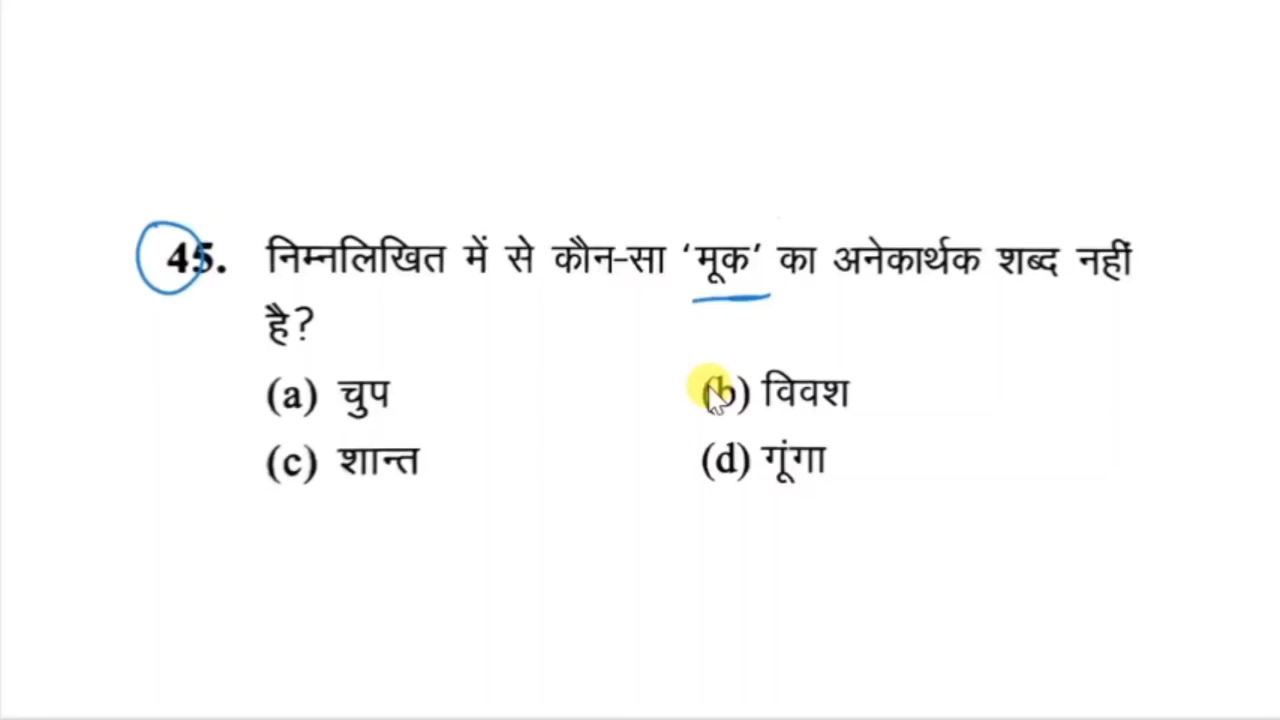 45. निम्नलिखित में से कौन-सा ‘मूक’ का अनेकार्थक शब्द नहीं
है?
(a) चुप (b) विवश
(c) शान्त (d) गूंगा